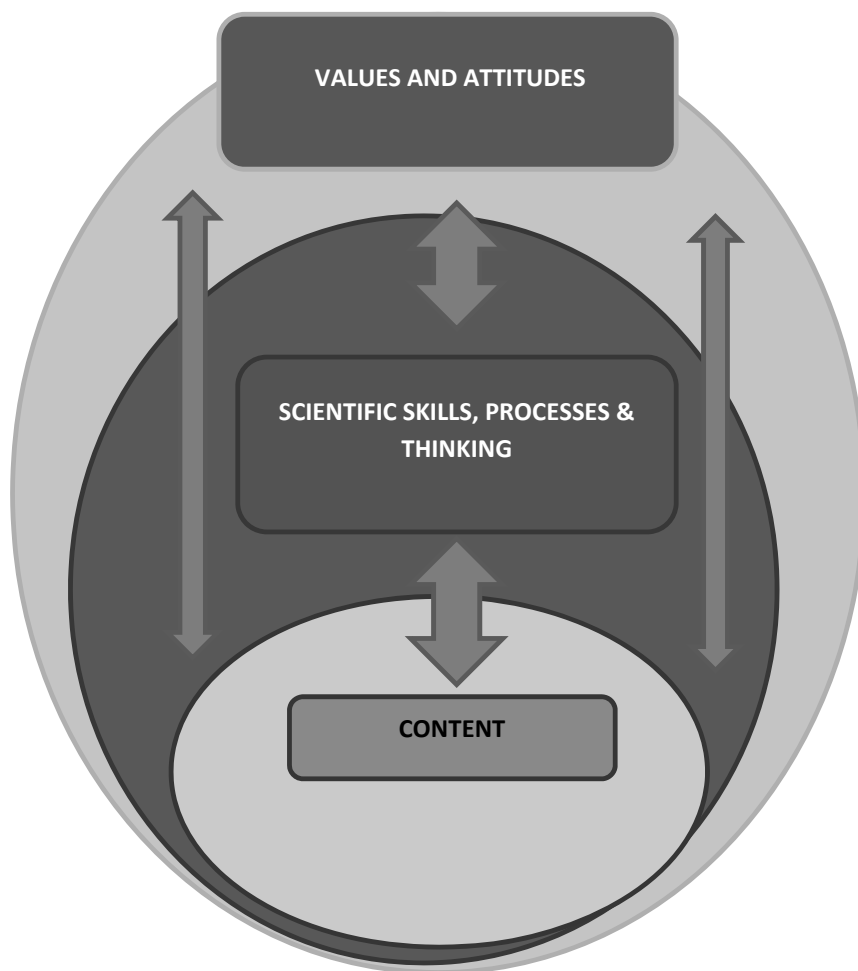 VALUES AND ATTITUDES
SCIENTIFIC SKILLS, PROCESSES &
THINKING
CONTENT